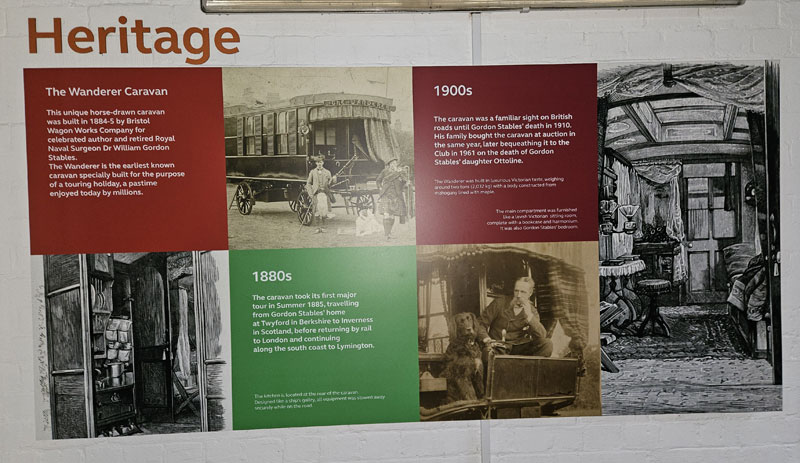 Heritage
The Wanderer Caravan
This unique horse-drawn caravan
was built in 1884-5 by Bristol
Wagon Works Company for
celebrated author and retired Royal
Naval Surgeon Dr William Gordon
Stables.
The Wanderer is the earliest known
caravan specially built for the purpose
of a touring holiday, a pastime
enjoyed today by millions.
1900s
The caravan was a familiar sight on British
roads until Gordon Stables' death in 1910.
His family bought the caravan at auction in
the same year, later bequeathing it to the
Club in 1961 on the death of Gordon
Stables' daughter Ottoline.
The Wanderer was built in luxurious Victorian taste, weighing
around two tons (2,032 kg) with a body constructed from
mahogany lined with maple.
The main compartment was furnished
like a lavish Victorian sitting room,
complete with a bookcase and harmonium.
It was also Gordon Stables' bedroom.
1880s
The caravan took its first major
tour in Summer 1885, travelling
from Gordon Stables' home
at Twyford in Berkshire to Inverness
in Scotland, before returning by rail
to London and continuing
along the south coast to Lymington.
The kitchen is located at the rear of the caravan.
Designed like a ship's galley, all equipment was stowed away
securely while on the road.